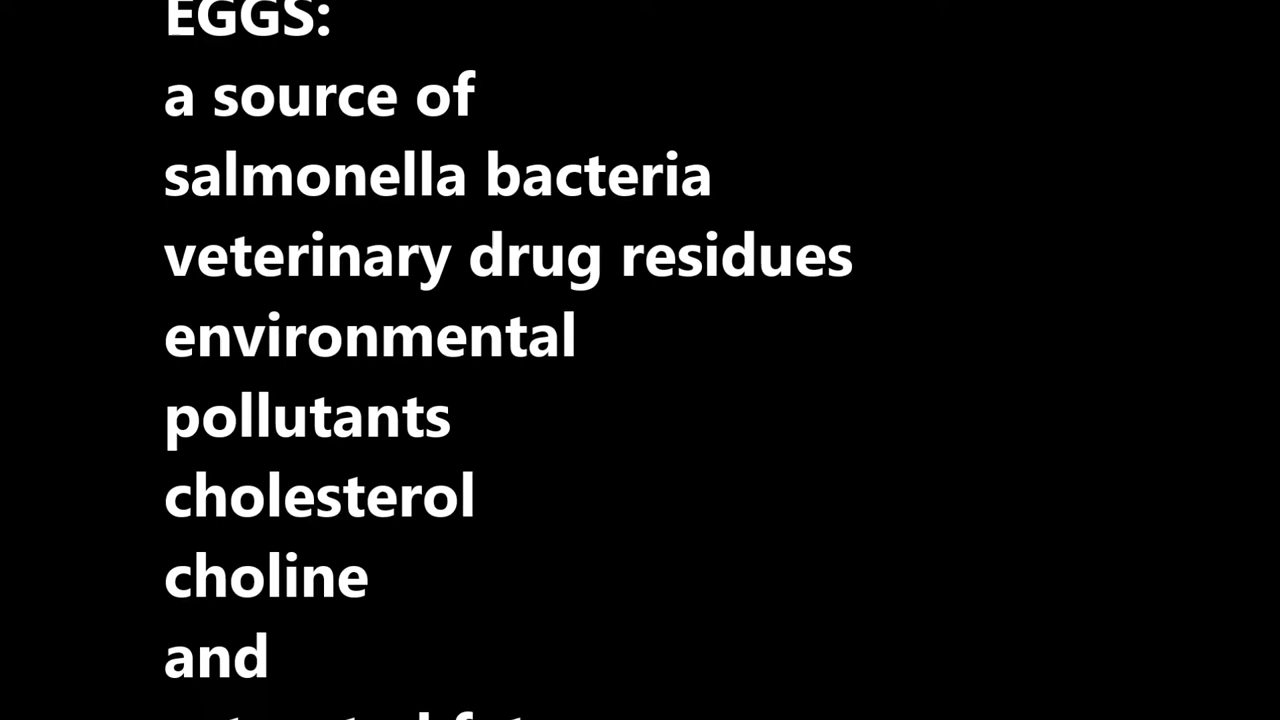 EGGS:
a source of
salmonella bacteria
veterinary drug residues
environmental
pollutants
cholesterol
choline
and